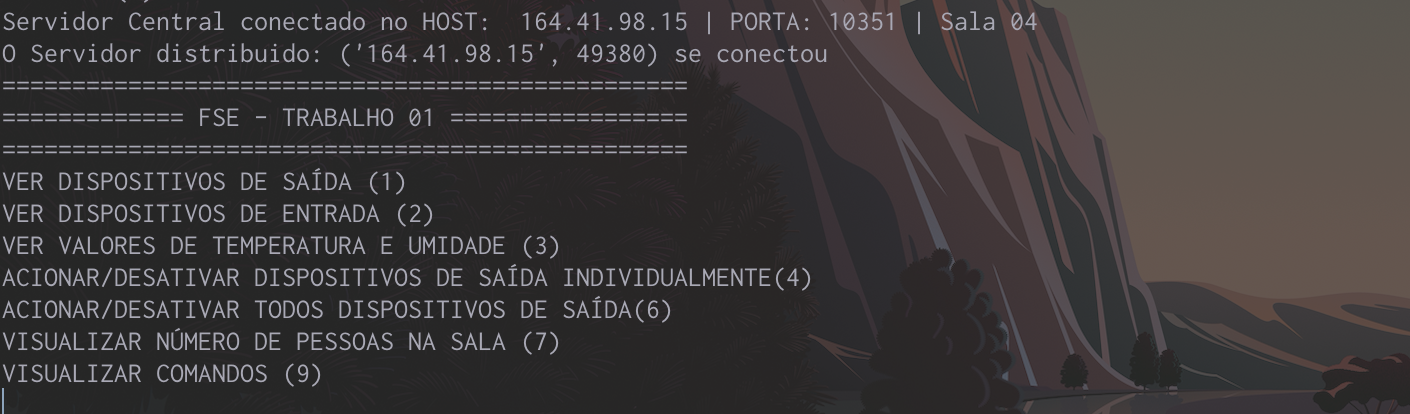 Servidor Central conectado no HOST:  164.41.98.15 | PORTA: 10351 | Sala 04
O Servidor distribuido: ('164.41.98.15', 49380) se conectou
=================================================
============= FSE - TRABALHO 01 =================
=================================================
VER DISPOSITIVOS DE SAÍDA (1)
VER DISPOSITIVOS DE ENTRADA (2)
VER VALORES DE TEMPERATURA E UMIDADE (3)
ACIONAR/DESATIVAR DISPOSITIVOS DE SAÍDA INDIVIDUALMENTE(4)
ACIONAR/DESATIVAR TODOS DISPOSITIVOS DE SAÍDA(6)
VISUALIZAR NÚMERO DE PESSOAS NA SALA (7)
VISUALIZAR COMANDOS (9)